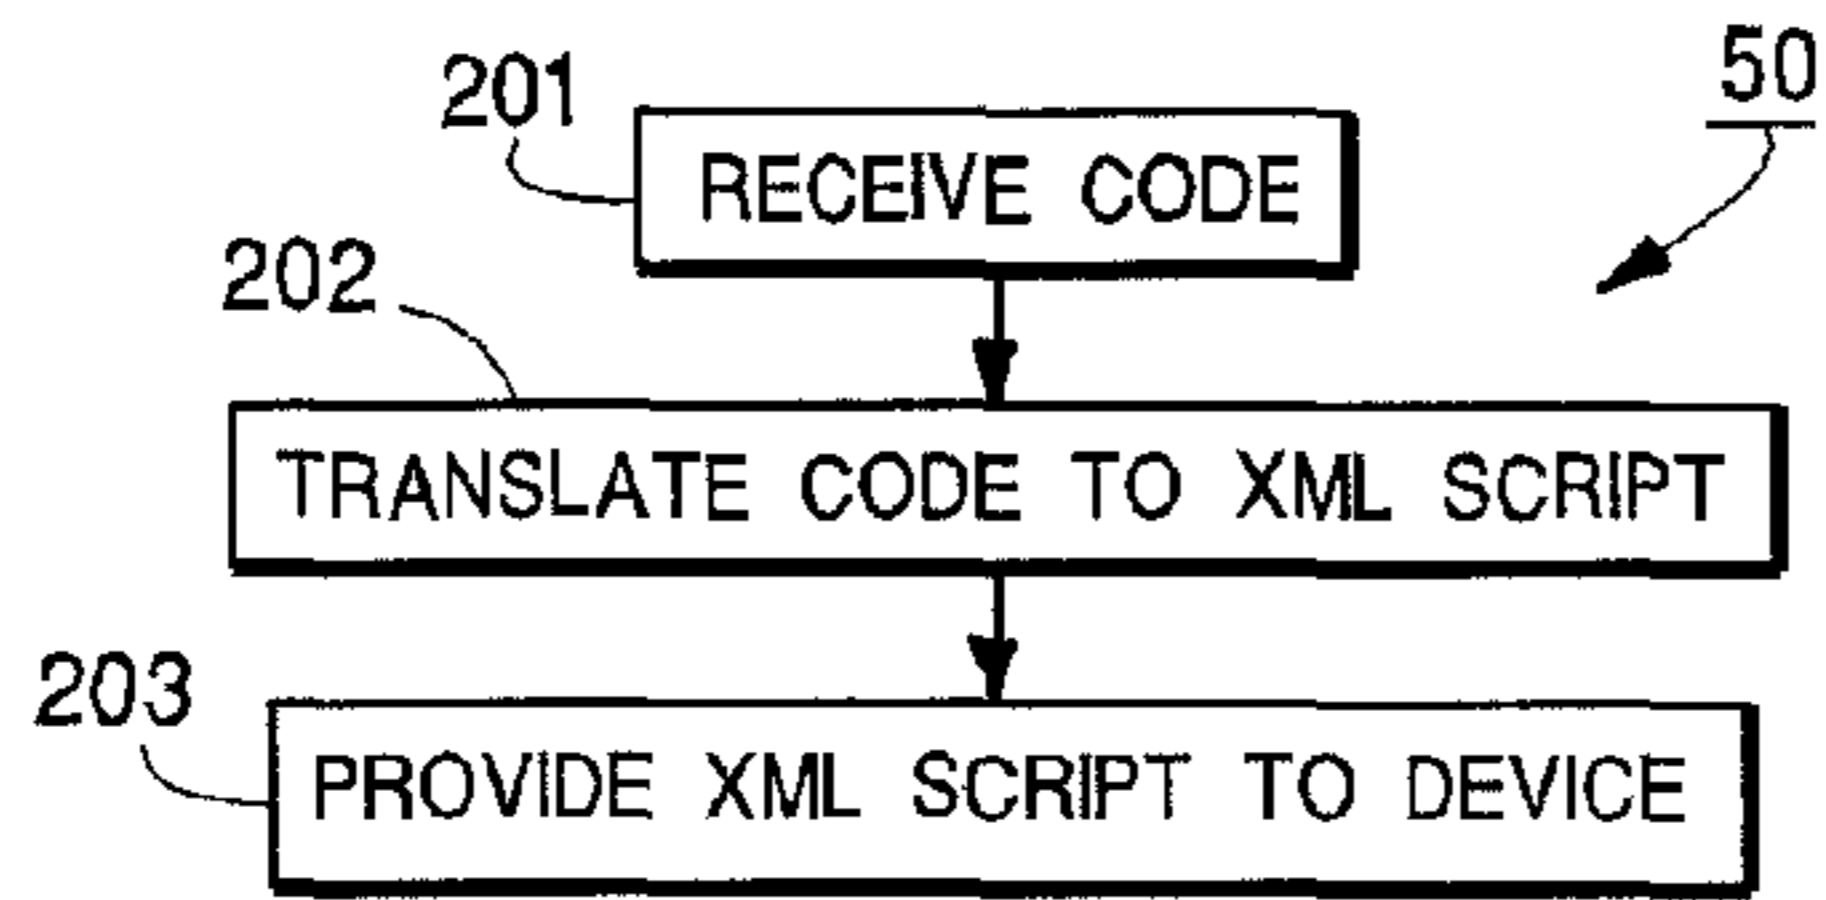 50
201
RECEIVE CODE
202
TRANSLATE CODE TO XML SCRIPT
203
PROVIDE XML SCRIPT TO DEVICE